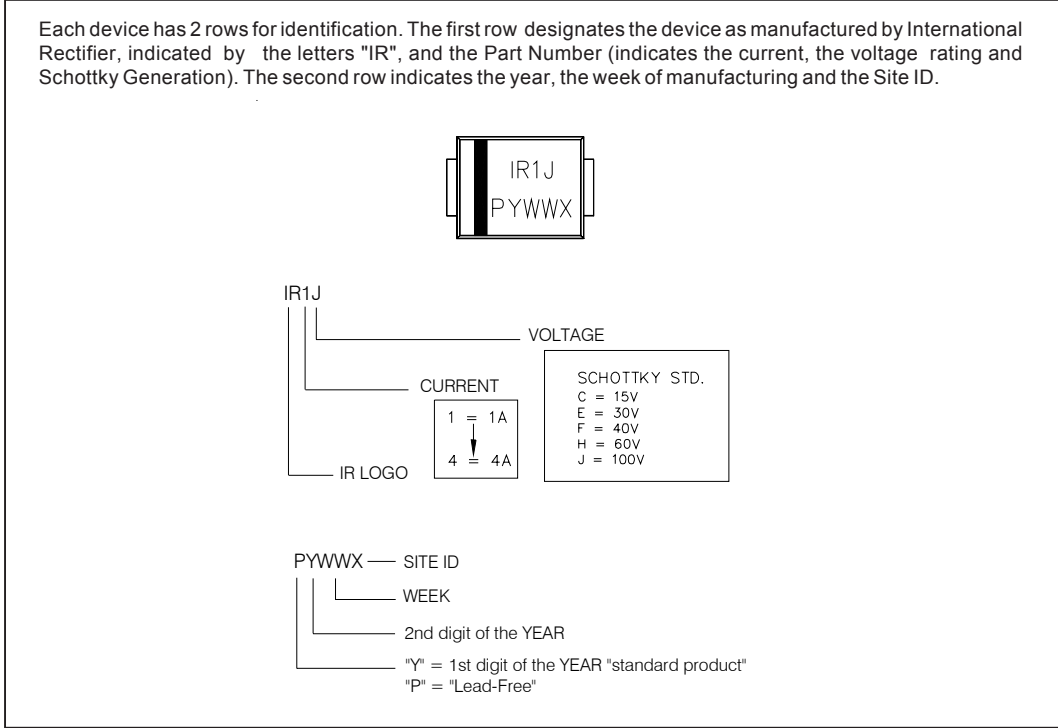 Each device has 2 rows for identification. The first row designates the device as manufactured by International
Rectifier, indicated by the letters "IR", and the Part Number (indicates the current, the voltage rating and
Schottky Generation). The second row indicates the year, the week of manufacturing and the Site ID.
IR1J
PYWWX
IR1J
VOLTAGE
SCHOTTKY STD.
C = 15V
E = 30V
F = 40V
H = 60V
J = 100V
CURRENT
1 = 1A
4 = 4A
IR LOGO
PYWWX
SITE ID
WEEK
2nd digit of the YEAR
"Y" = 1st digit of the YEAR "standard product"
"P" = "Lead-Free"